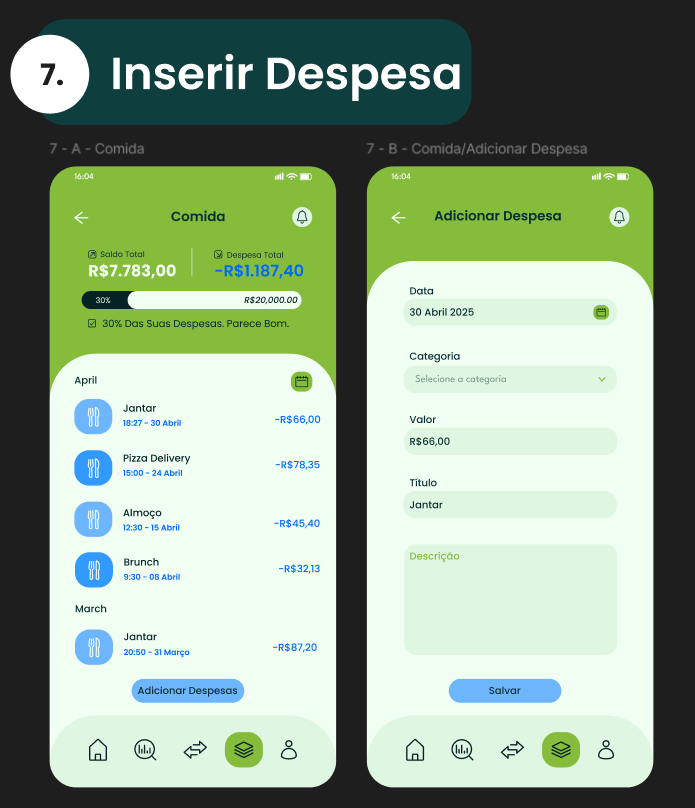 7.
Inserir Despesa
7 - A - Comida
16:04
Comida
Saldo Total
R$7.783,00
Despesa Total
-R$1.187,40
30%
R$20,000.00
30% Das Suas Despesas. Parece Bom.
April
Jantar
18:27 - 30 Abril
-R$66,00
Pizza Delivery
15:00 - 24 Abril
-R$78,35
Almoço
12:30 - 15 Abril
-R$45,40
Brunch
9:30 - 08 Abril
-R$32,13
March
Jantar
20:50 - 31 Março
-R$87,20
Adicionar Despesas
7 - B - Comida/Adicionar Despesa
16:04
Adicionar Despesa
Data
30 Abril 2025
Categoria
Selecione a categoria
Valor
R$66,00
Título
Jantar
Descrição
Salvar